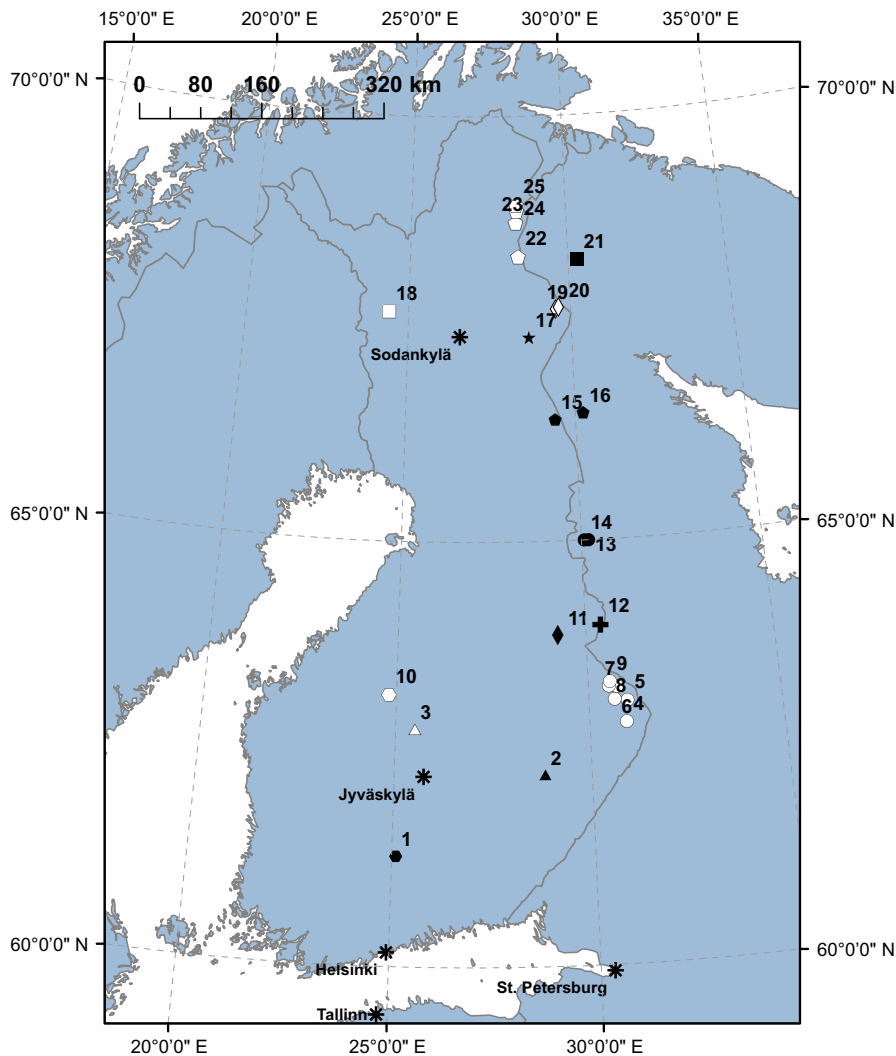 15°0'0" E 20°0'0" E 25°0'0" E 30°0'0" E 35°0'0" E
70°0'0" N 70°0'0" N
0 80 160 320 km
25
23 24
22 21
19 20
18
17
Sodankylä
15 16
65°0'0" N 65°0'0" N
14
13
12
11
9
7
8 5
6 4
10
3
2
Jyväskylä
1
60°0'0" N 60°0'0" N
Helsinki
St. Petersburg
Tallinn
20°0'0" E 25°0'0" E 30°0'0" E